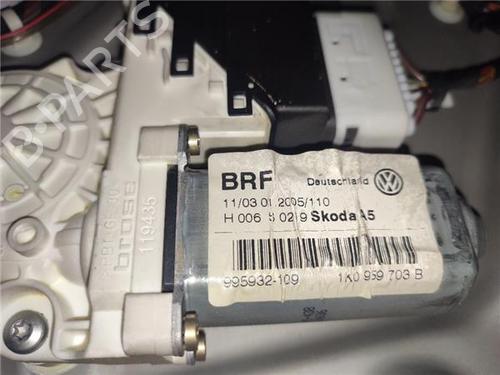 BRF Deutschland
11/03 01 2005/110
H 006 S 0219 Skoda A5
995932-109 1K0 959 703 B
brose
119435
B-PARTS